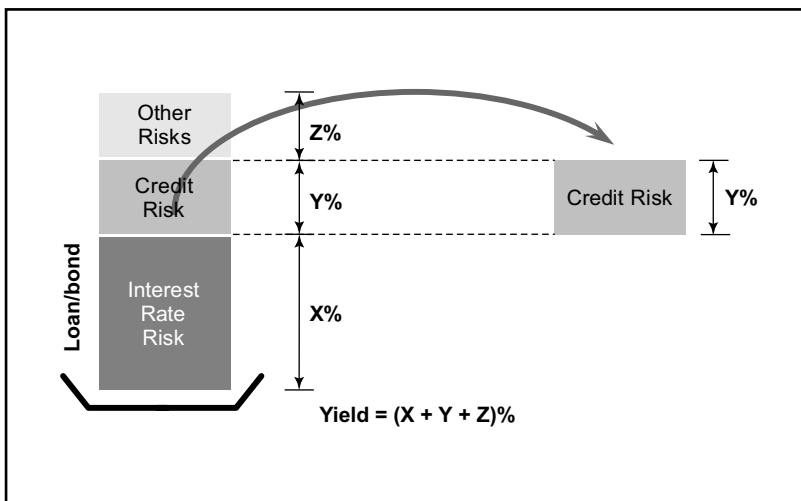 Other
Risks
Z%
Credit
Risk
Y%
Credit Risk
Y%
Loan/bond
Interest
Rate
Risk
X%
Yield = (X + Y + Z)%